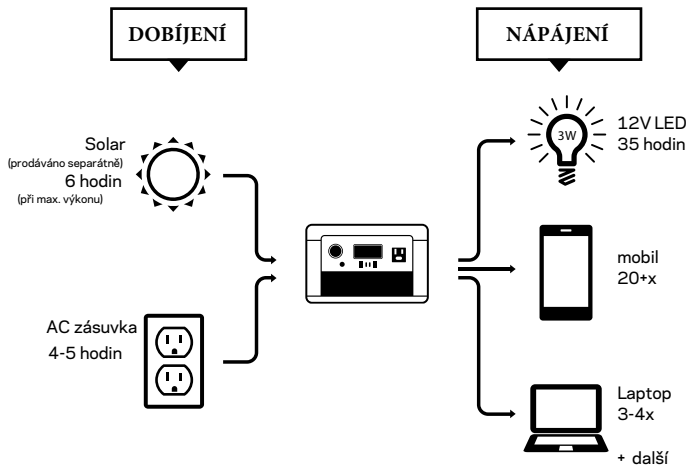 DOBÍJENÍ
NÁPÁJENÍ
Solar
(prodáváno separátně)
6 hodin
(při max. výkonu)
AC zásuvka
4-5 hodin
3W
12V LED
35 hodin
mobil
20+x
Laptop
3-4x
+ další